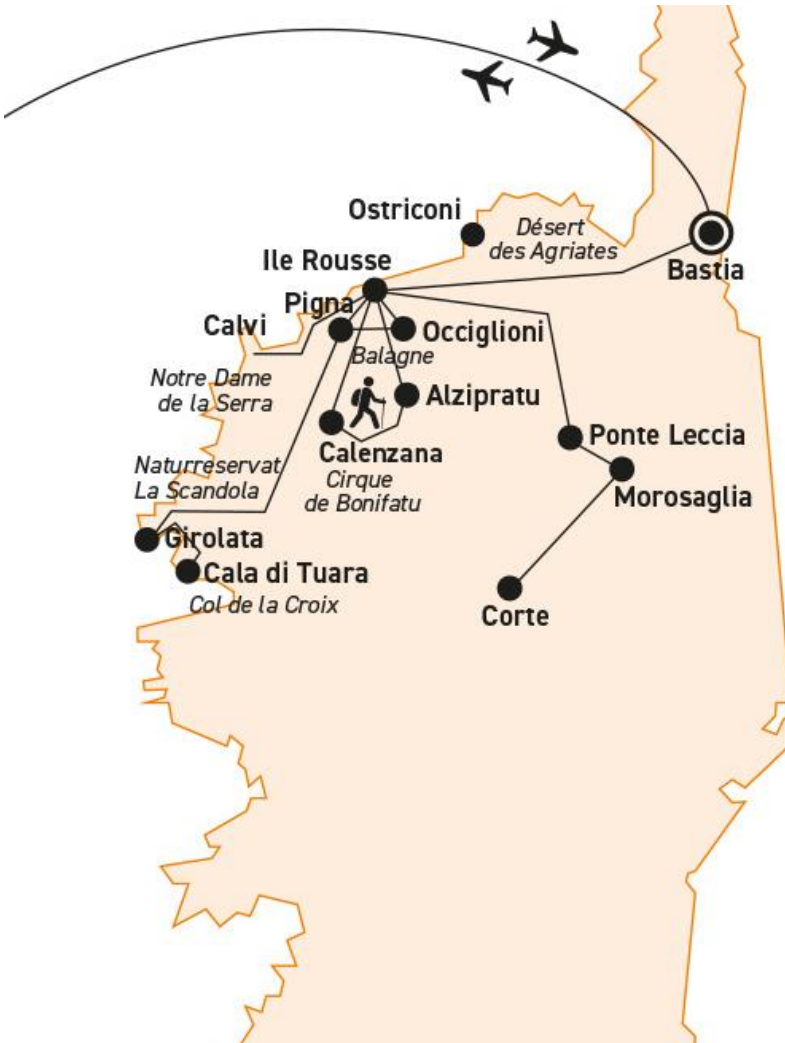 Ostriconi
Désert
des Agriates
Ile Rousse
Bastia
Pigna
Calvi
Occiglioni
Balagne
Notre Dame
de la Serra
Alzipratu
Calenzana
Ponte Leccia
Naturreservat
La Scandola
Cirque
de Bonifatu
Morosaglia
Girolata
Cala di Tuara
Col de la Croix
Corte